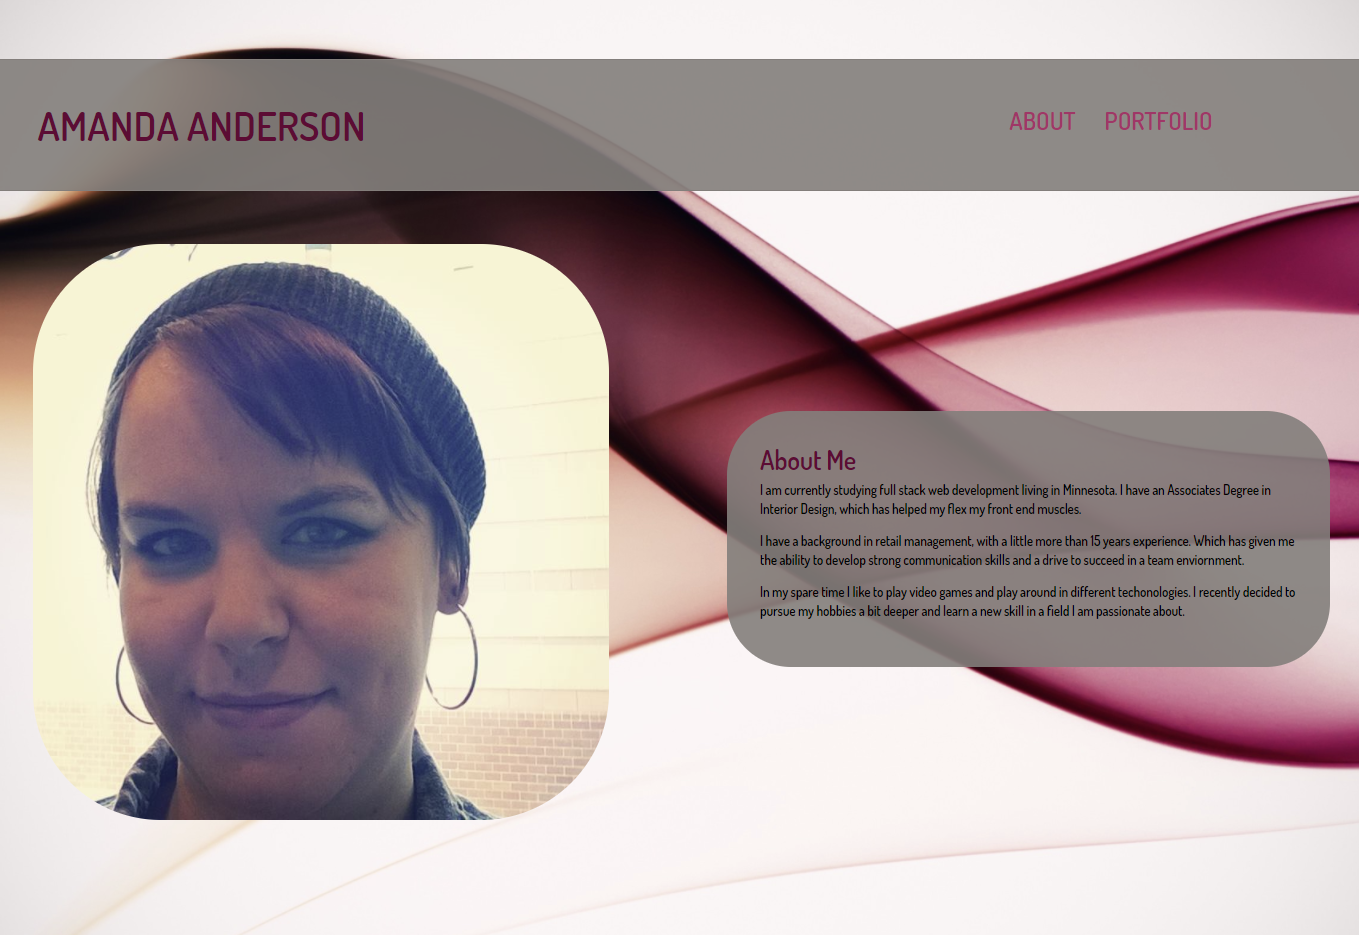 AMANDA ANDERSON
ABOUT PORTFOLIO
About Me
I am currently studying full stack web development living in Minnesota. I have an Associates Degree in
Interior Design, which has helped my flex my front end muscles.
I have a background in retail management, with a little more than 15 years experience. Which has given me
the ability to develop strong communication skills and a drive to succeed in a team enviornment.
In my spare time I like to play video games and play around in different techonologies. I recently decided to
pursue my hobbies a bit deeper and learn a new skill in a field I am passionate about.